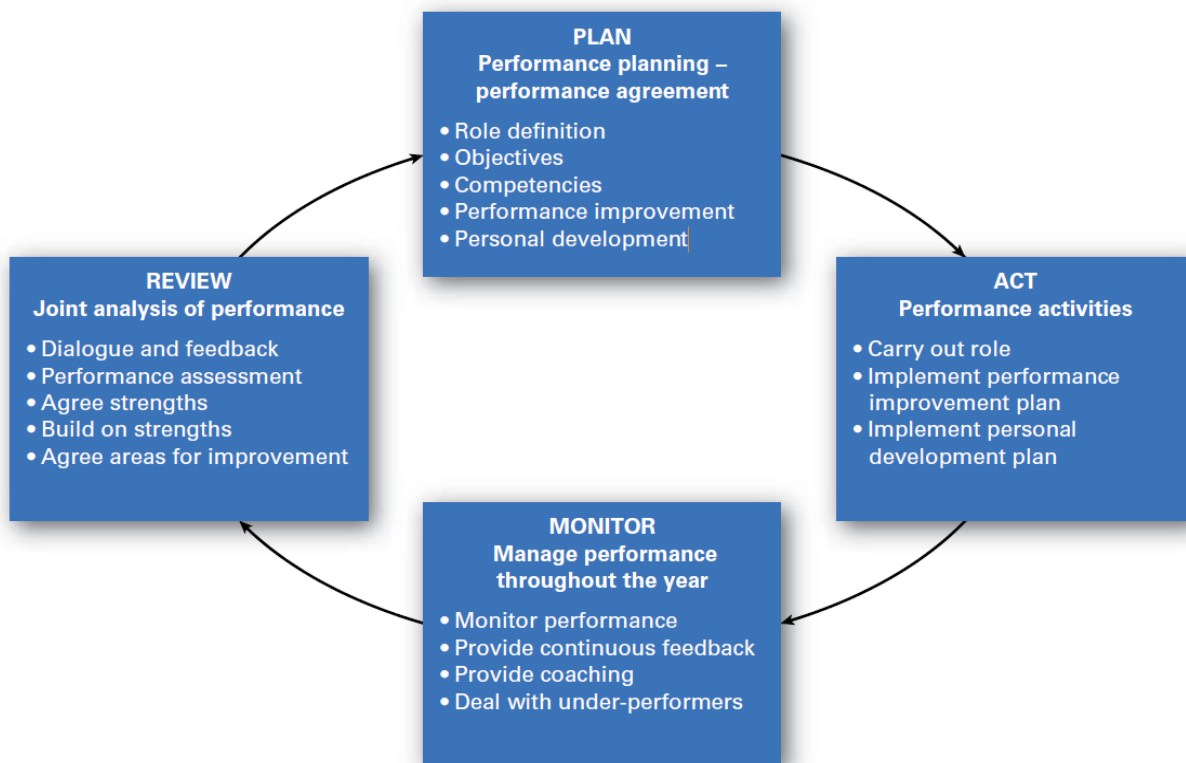 PLAN
Performance planning –
performance agreement
• Role definition
• Objectives
• Competencies
• Performance improvement
• Personal development
ACT
Performance activities
• Carry out role
• Implement performance
improvement plan
• Implement personal
development plan
MONITOR
Manage performance
throughout the year
• Monitor performance
• Provide continuous feedback
• Provide coaching
• Deal with under-performers
REVIEW
Joint analysis of performance
• Dialogue and feedback
• Performance assessment
• Agree strengths
• Build on strengths
• Agree areas for improvement